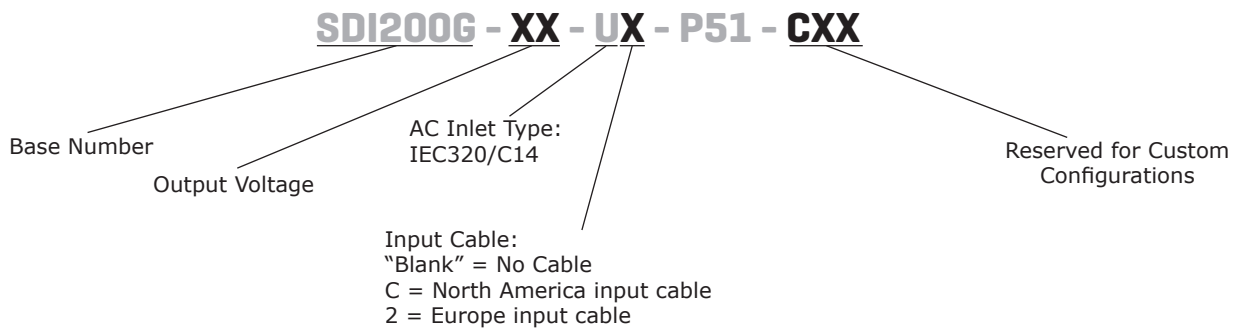 SDI200G - XX - UX - P51 - CXX
Base Number
Output Voltage
AC Inlet Type:
IEC320/C14
Input Cable:
“Blank” = No Cable
C = North America input cable
2 = Europe input cable
Reserved for Custom
Configurations